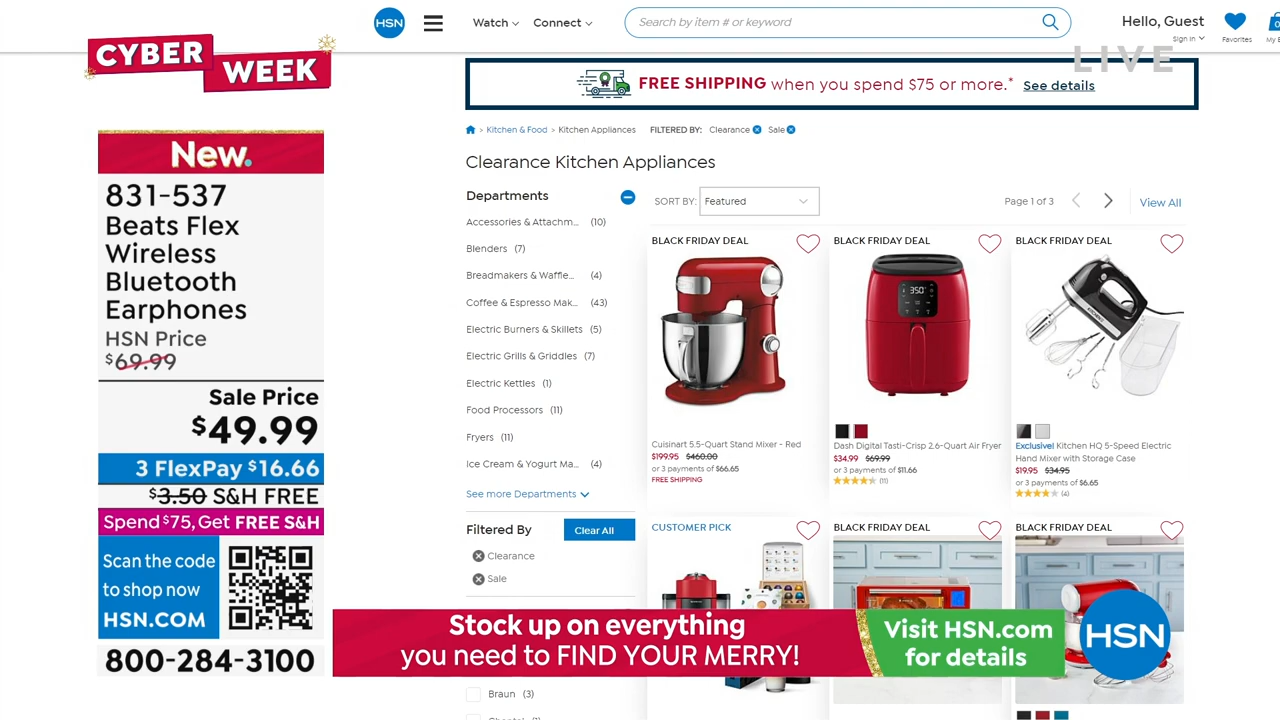 HSN
Watch
Connect
Search by item # or keyword
Hello, Guest
Sign In
Favorites
0
LIVE
CYBER
WEEK
FREE SHIPPING when you spend $75 or more.* See details
> Kitchen & Food > Kitchen Appliances FILTERED BY: Clearance Sale
Clearance Kitchen Appliances
New.
831-537
Beats Flex
Wireless
Bluetooth
Earphones
HSN Price
$69.99
Sale Price
$49.99
3 FlexPay $16.66
$3.50 S&H FREE
Spend $75, Get FREE S&H
Scan the code
to shop now
HSN.COM
800-284-3100
Departments
Accessories & Attachm... (10)
Blenders (7)
Breadmakers & Waffle... (4)
Coffee & Espresso Mak... (43)
Electric Burners & Skillets (5)
Electric Grills & Griddles (7)
Electric Kettles (1)
Food Processors (11)
Fryers (11)
Ice Cream & Yogurt Ma... (4)
See more Departments
Filtered By Clear All
Clearance
Sale
Braun (3)
SORT BY: Featured
Page 1 of 3
View All
BLACK FRIDAY DEAL
Cuisinart 5.5-Quart Stand Mixer - Red
$199.95 $460.00
or 3 payments of $66.65
FREE SHIPPING
BLACK FRIDAY DEAL
350°
Dash Digital Tasti-Crisp 2.6-Quart Air Fryer
$34.99 $69.99
or 3 payments of $11.66
(11)
BLACK FRIDAY DEAL
Exclusive! Kitchen HQ 5-Speed Electric
Hand Mixer with Storage Case
$19.95 $34.95
or 3 payments of $6.65
(4)
CUSTOMER PICK
BLACK FRIDAY DEAL
BLACK FRIDAY DEAL
Stock up on everything
you need to FIND YOUR MERRY!
Visit HSN.com
for details
HSN